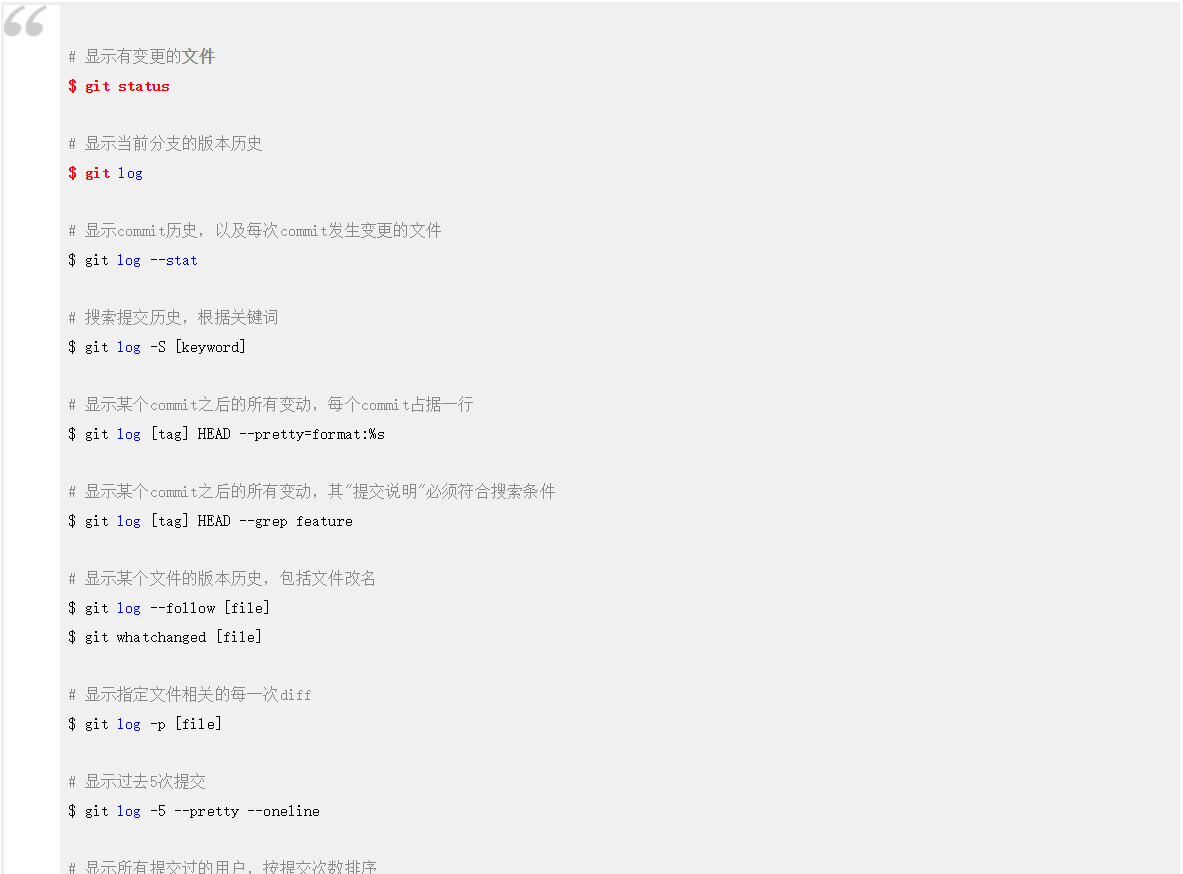 # 显示有变更的文件
$ git status
# 显示当前分支的版本历史
$ git log
# 显示commit历史，以及每次commit发生变更的文件
$ git log --stat
# 搜索提交历史，根据关键词
$ git log -S [keyword]
# 显示某个commit之后的所有变动，每个commit占据一行
$ git log [tag] HEAD --pretty=format:%s
# 显示某个commit之后的所有变动，其"提交说明"必须符合搜索条件
$ git log [tag] HEAD --grep feature
# 显示某个文件的版本历史，包括文件改名
$ git log --follow [file]
$ git whatchanged [file]
# 显示指定文件相关的每一次diff
$ git log -p [file]
# 显示过去5次提交
$ git log -5 --pretty --oneline
# 显示所有提交过的用户，按提交次数排序